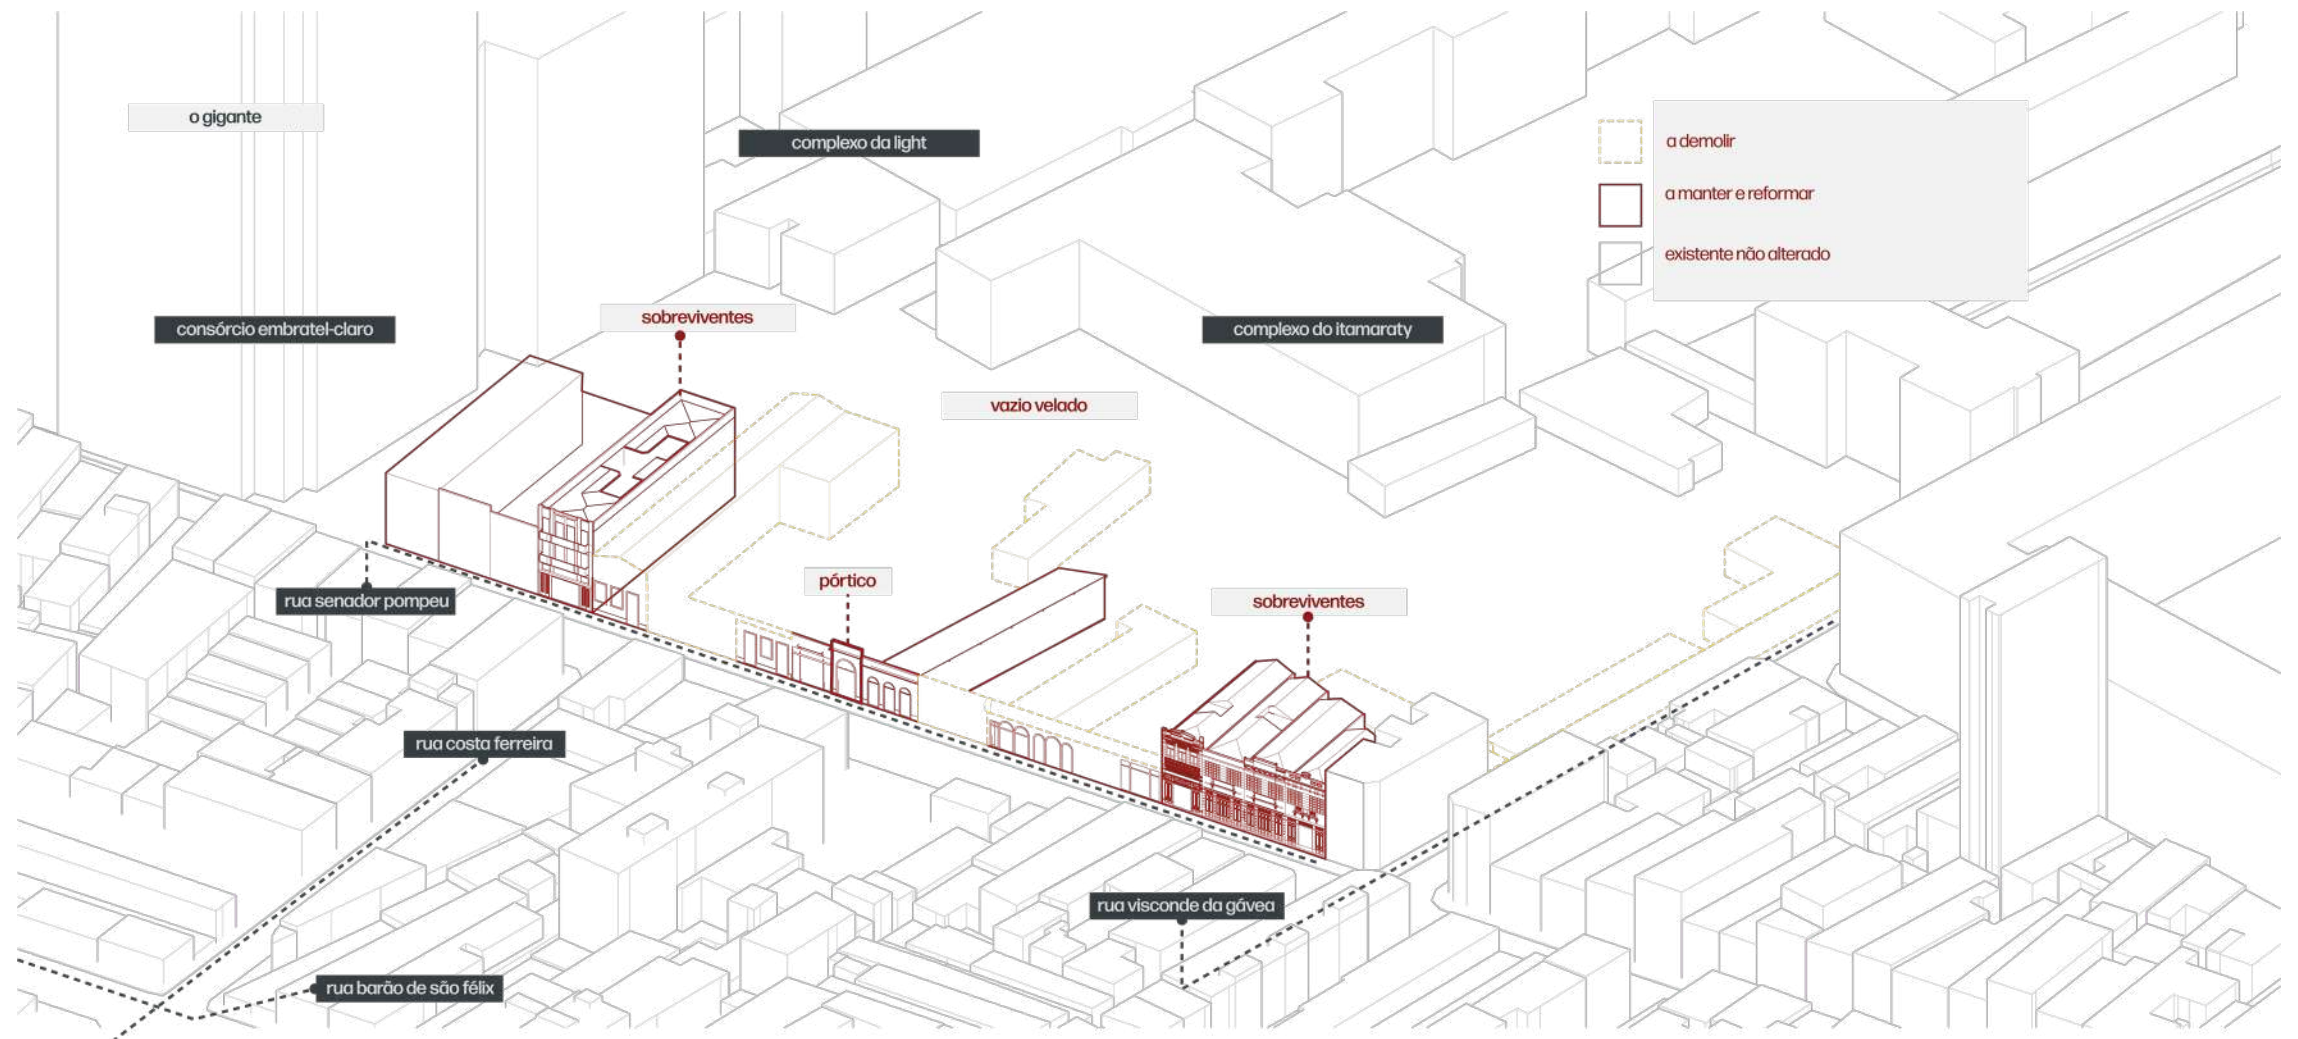 o gigante
complexo da light
a demolir
a manter e reformar
existente não alterado
sobreviventes
consórcio embratel-claro
complexo do itamaraty
vazio velado
pórtico
rua senador pompeu
sobreviventes
rua costa ferreira
rua visconde da gávea
rua barão de são félix